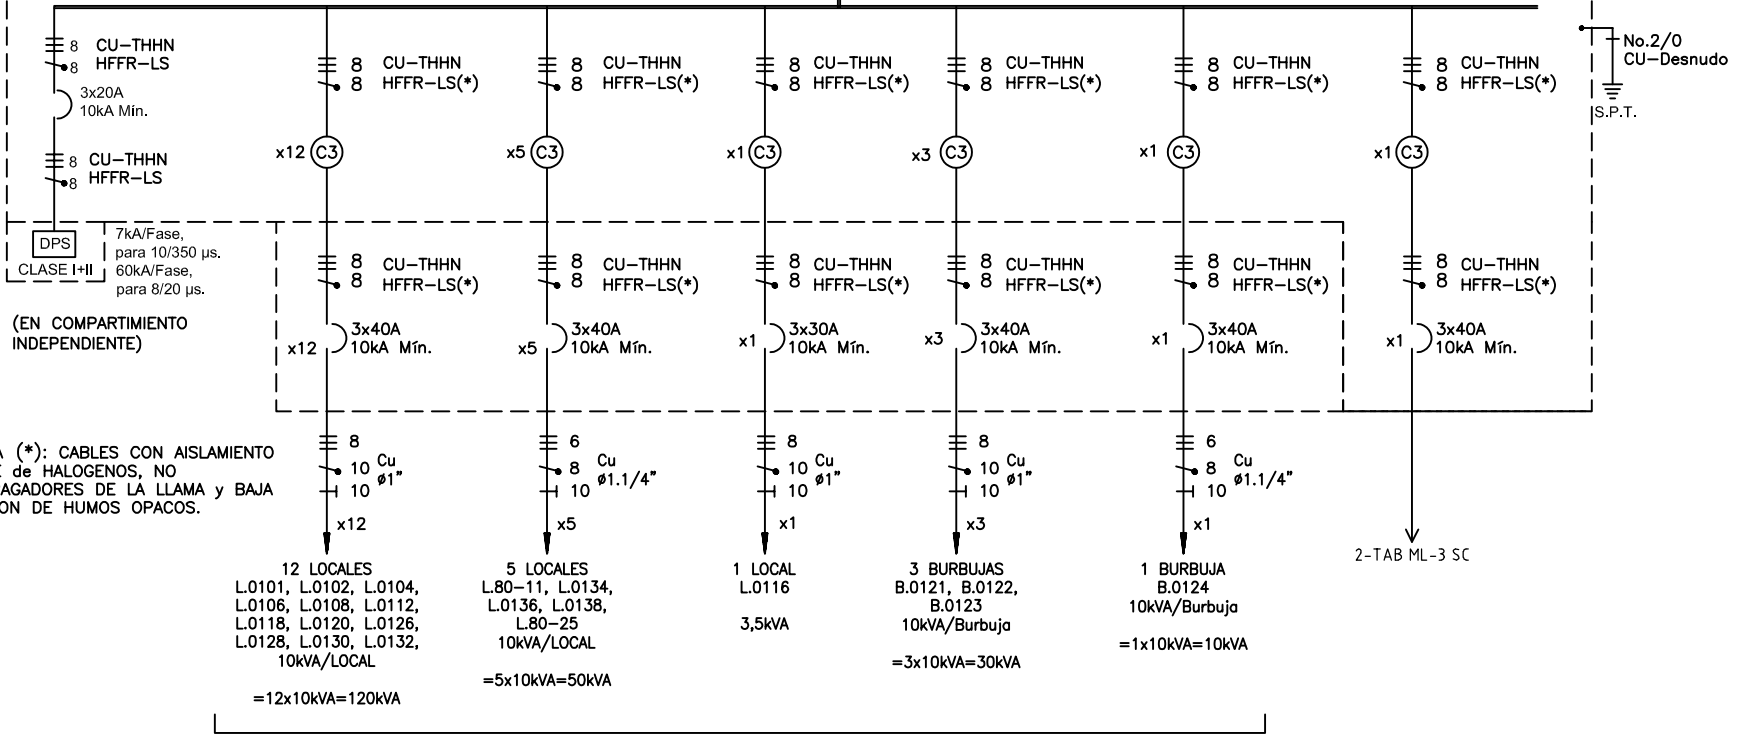 8 CU-THHN
8 HFFR-LS
3x20A
10kA Mín.
8 CU-THHN
8 HFFR-LS
DPS
CLASE I+II
7kA/Fase,
para 10/350 µs.
60kA/Fase,
para 8/20 µs.
(EN COMPARTIMIENTO
INDEPENDIENTE)
(*): CABLES CON AISLAMIENTO
de HALOGENOS, NO
DE LA LLAMA y BAJA
DE HUMOS OPACOS.
8 CU-THHN
8 HFFR-LS(*)
x12 C3
8 CU-THHN
8 HFFR-LS(*)
x12
3x40A
10kA Mín.
8
10 Cu
10 ø1"
x12
12 LOCALES
L.0101, L.0102, L.0104,
L.0106, L.0108, L.0112,
L.0118, L.0120, L.0126,
L.0128, L.0130, L.0132,
10kVA/LOCAL
=12x10kVA=120kVA
8 CU-THHN
8 HFFR-LS(*)
x5 C3
8 CU-THHN
8 HFFR-LS(*)
x5
3x40A
10kA Mín.
6
8 Cu
10 ø1.1/4"
x5
5 LOCALES
L.80-11, L.0134,
L.0136, L.0138,
L.80-25
10kVA/LOCAL
=5x10kVA=50kVA
8 CU-THHN
8 HFFR-LS(*)
x1 C3
8 CU-THHN
8 HFFR-LS(*)
x1
3x30A
10kA Mín.
8
10 Cu
10 ø1"
x1
1 LOCAL
L.0116
3,5kVA
8 CU-THHN
8 HFFR-LS(*)
x3 C3
8 CU-THHN
8 HFFR-LS(*)
x3
3x40A
10kA Mín.
8
10 Cu
10 ø1"
x3
3 BURBUJAS
B.0121, B.0122,
B.0123
10kVA/Burbuja
=3x10kVA=30kVA
8 CU-THHN
8 HFFR-LS(*)
x1 C3
8 CU-THHN
8 HFFR-LS(*)
x1
3x40A
10kA Mín.
6
8 Cu
10 ø1.1/4"
x1
1 BURBUJA
B.0124
10kVA/Burbuja
=1x10kVA=10kVA
8 CU-THHN
8 HFFR-LS(*)
x1 C3
8 CU-THHN
8 HFFR-LS(*)
x1
3x40A
10kA Mín.
2-TAB ML-3 SC
No.2/0
CU-Desnudo
S.P.T.